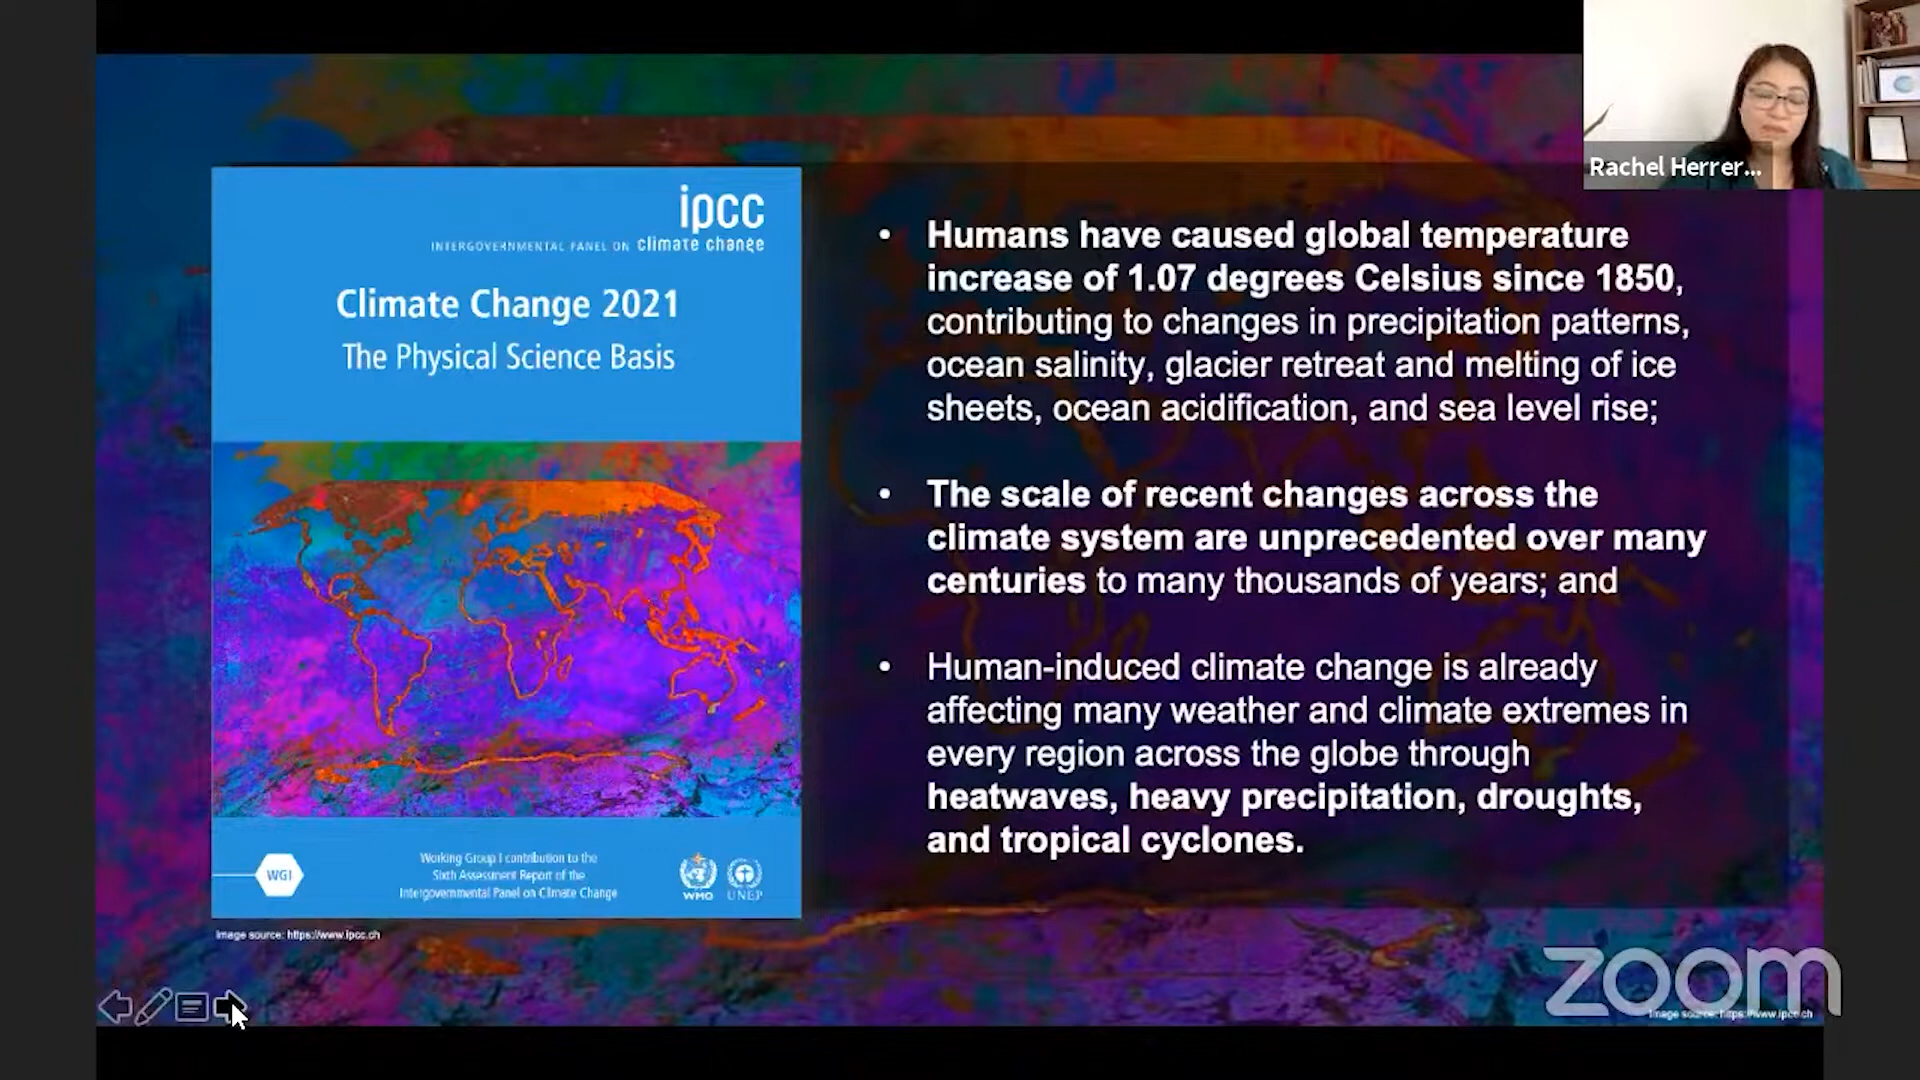 Rachel Herrer...
ipcc
INTERGOVERNMENTAL PANEL ON climate change
Climate Change 2021
The Physical Science Basis
WGI
Working Group I contribution to the
Sixth Assessment Report of the
Intergovernmental Panel on Climate Change
WMO
UNEP
Image source: https://www.ipcc.ch
• Humans have caused global temperature
increase of 1.07 degrees Celsius since 1850,
contributing to changes in precipitation patterns,
ocean salinity, glacier retreat and melting of ice
sheets, ocean acidification, and sea level rise;
• The scale of recent changes across the
climate system are unprecedented over many
centuries to many thousands of years; and
• Human-induced climate change is already
affecting many weather and climate extremes in
every region across the globe through
heatwaves, heavy precipitation, droughts,
and tropical cyclones.
zoom
Image source: https://www.ipcc.ch